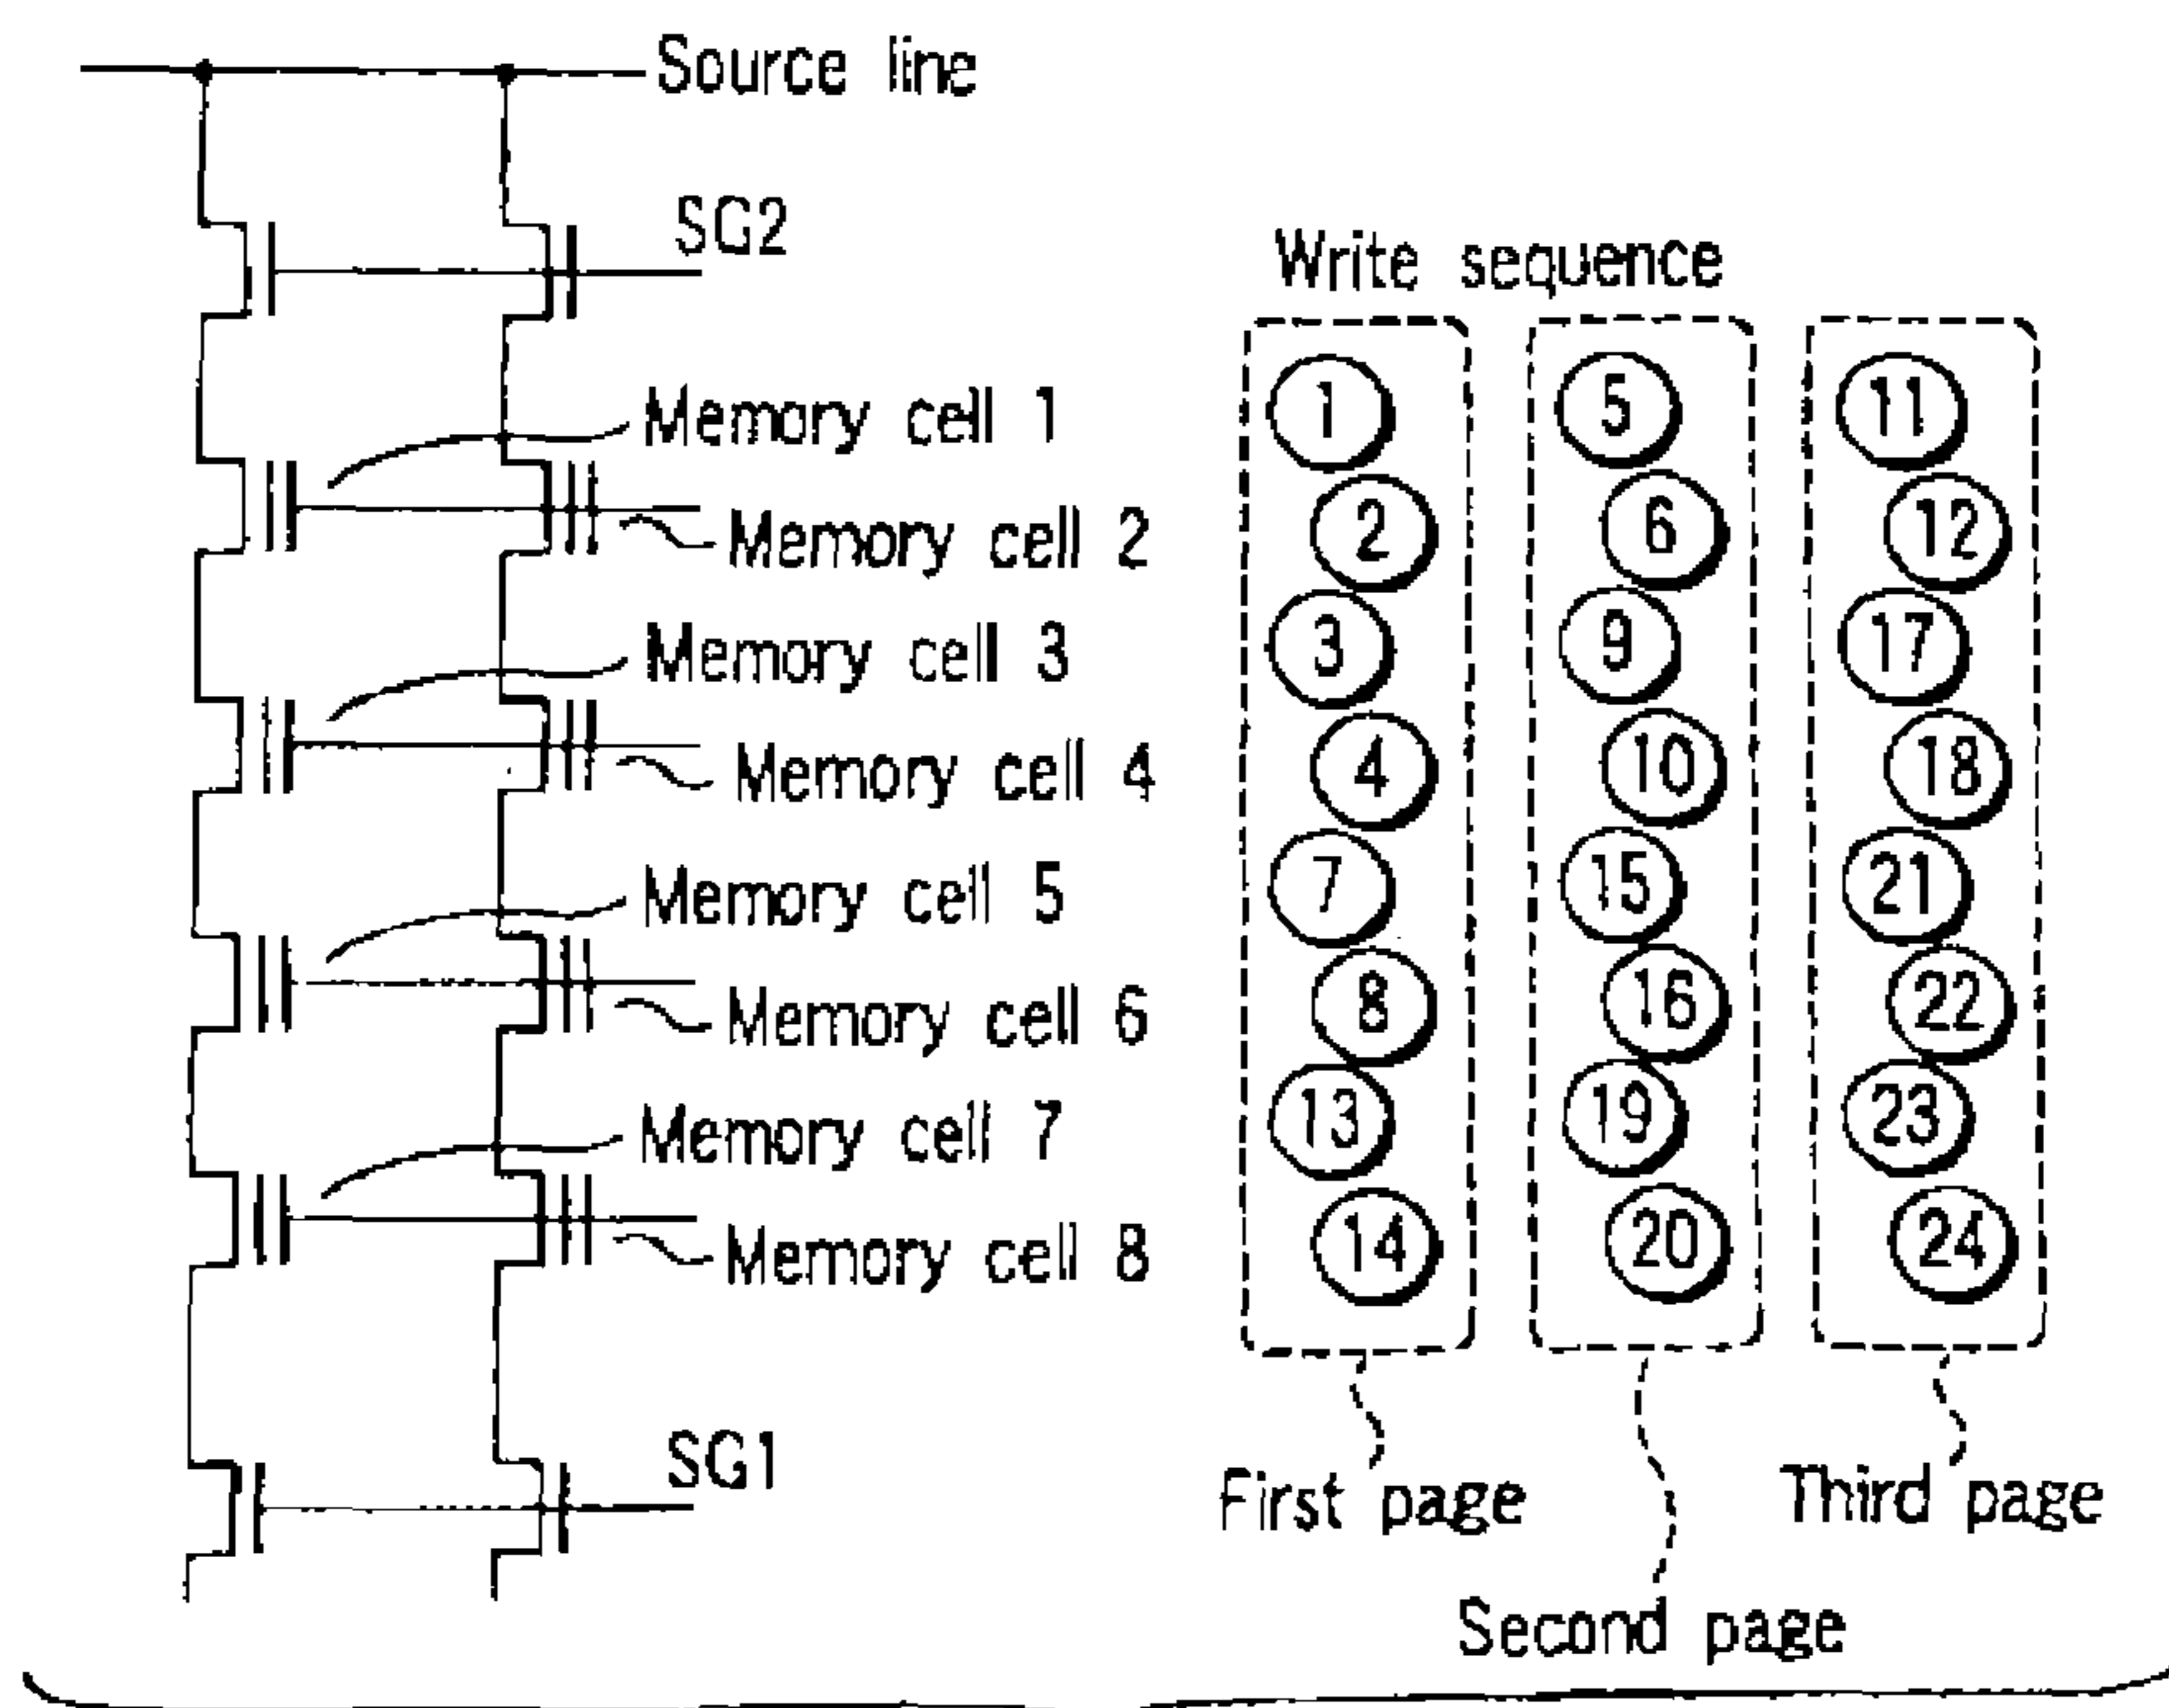 Source line
SG2
Write sequence
Memory cell 1
1 5 11
Memory cell 2
2 6 12
Memory cell 3
3 9 17
Memory cell 4
4 10 18
Memory cell 5
7 15 21
Memory cell 6
8 16 22
Memory cell 7
13 19 23
Memory cell 8
14 20 24
SG1
First page
Third page
Second page